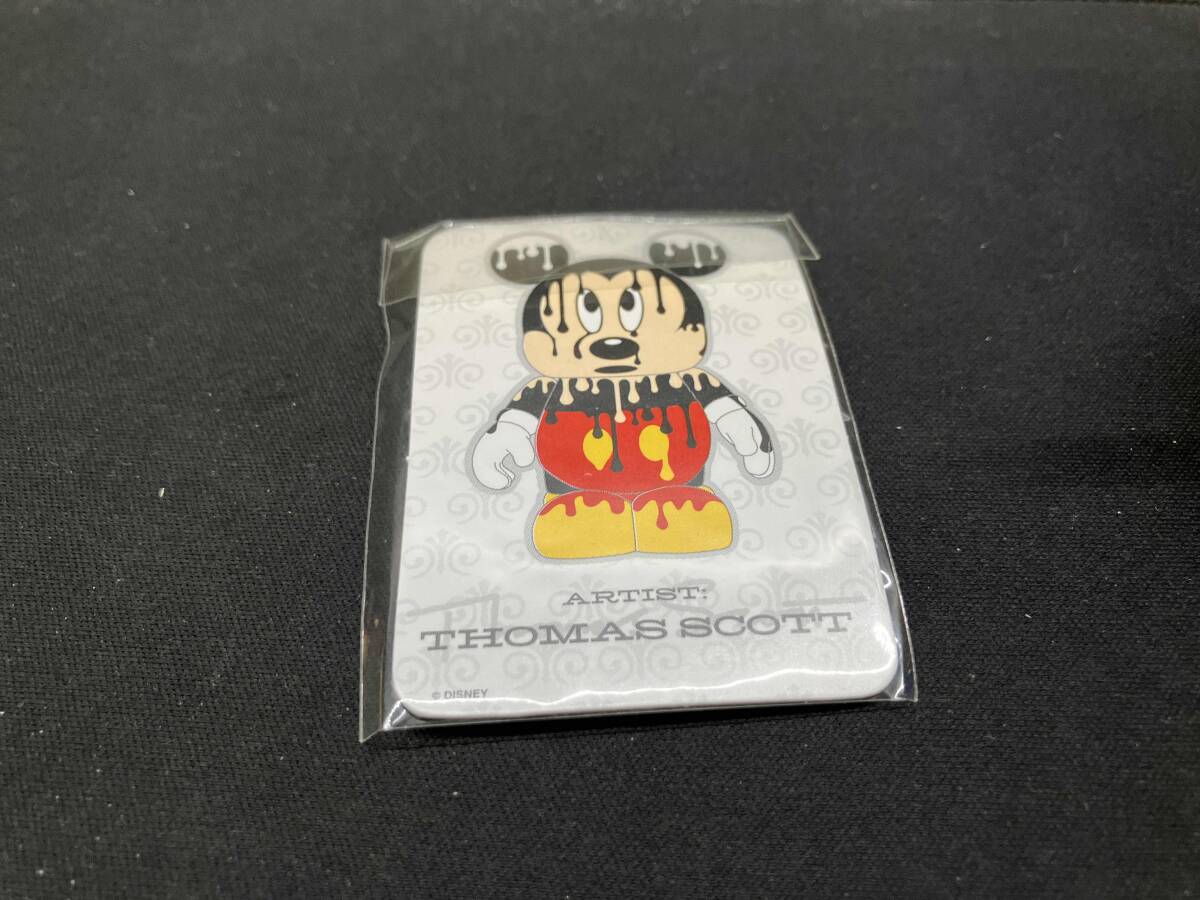 ARTIST:
THOMAS SCOTT
© DISNEY